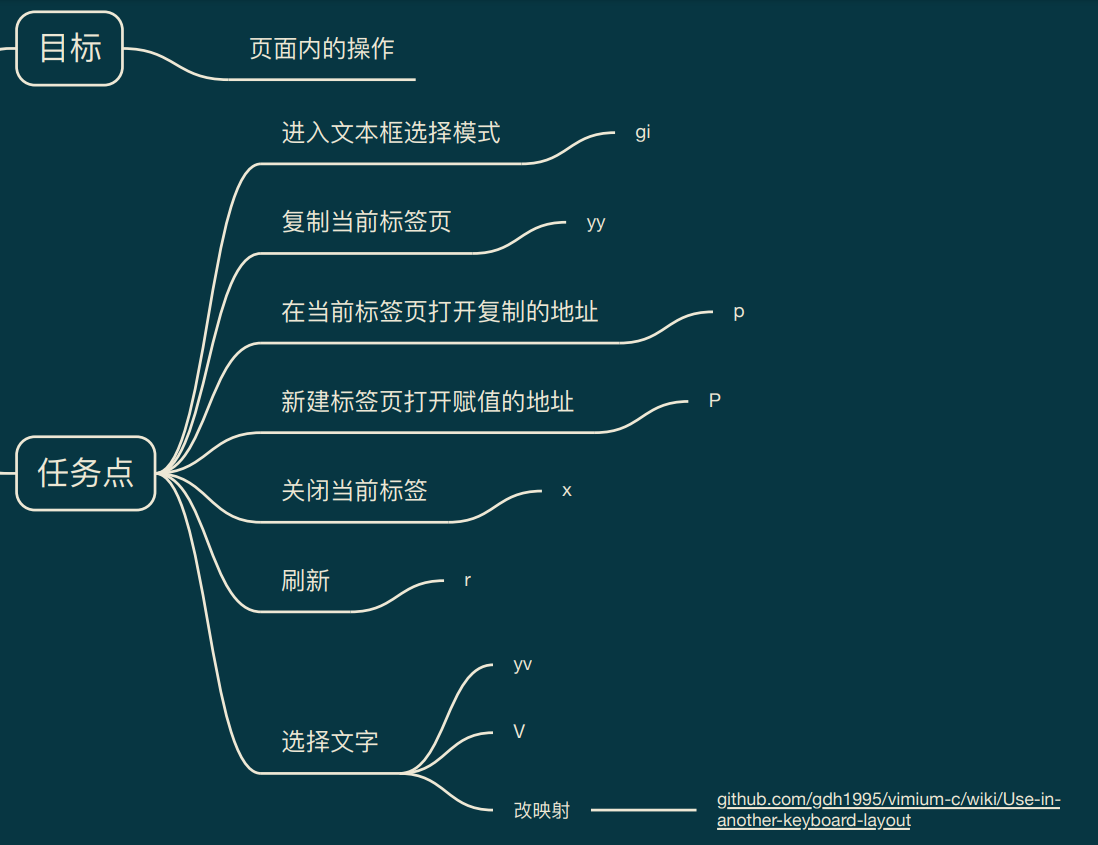 目标
页面内的操作
任务点
进入文本框选择模式
gi
复制当前标签页
yy
在当前标签页打开复制的地址
p
新建标签页打开赋值的地址
P
关闭当前标签
x
刷新
r
选择文字
yv
V
改映射
github.com/gdh1995/vimium-c/wiki/Use-in-
another-keyboard-layout